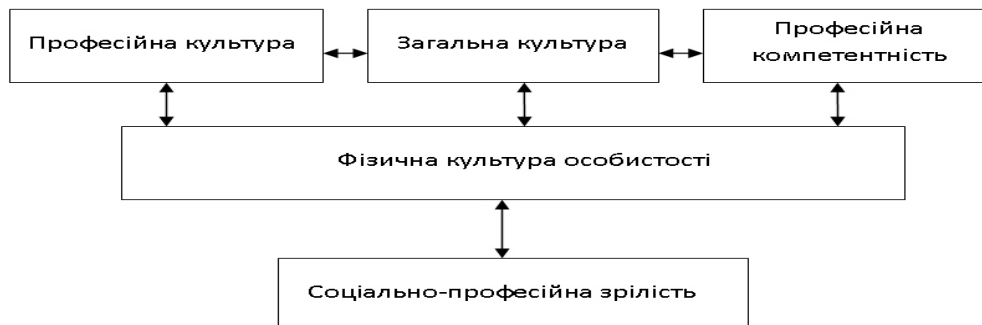 Професійна культура
Загальна культура
Професійна
компетентність
Фізична культура особистості
Соціально-професійна зрілість